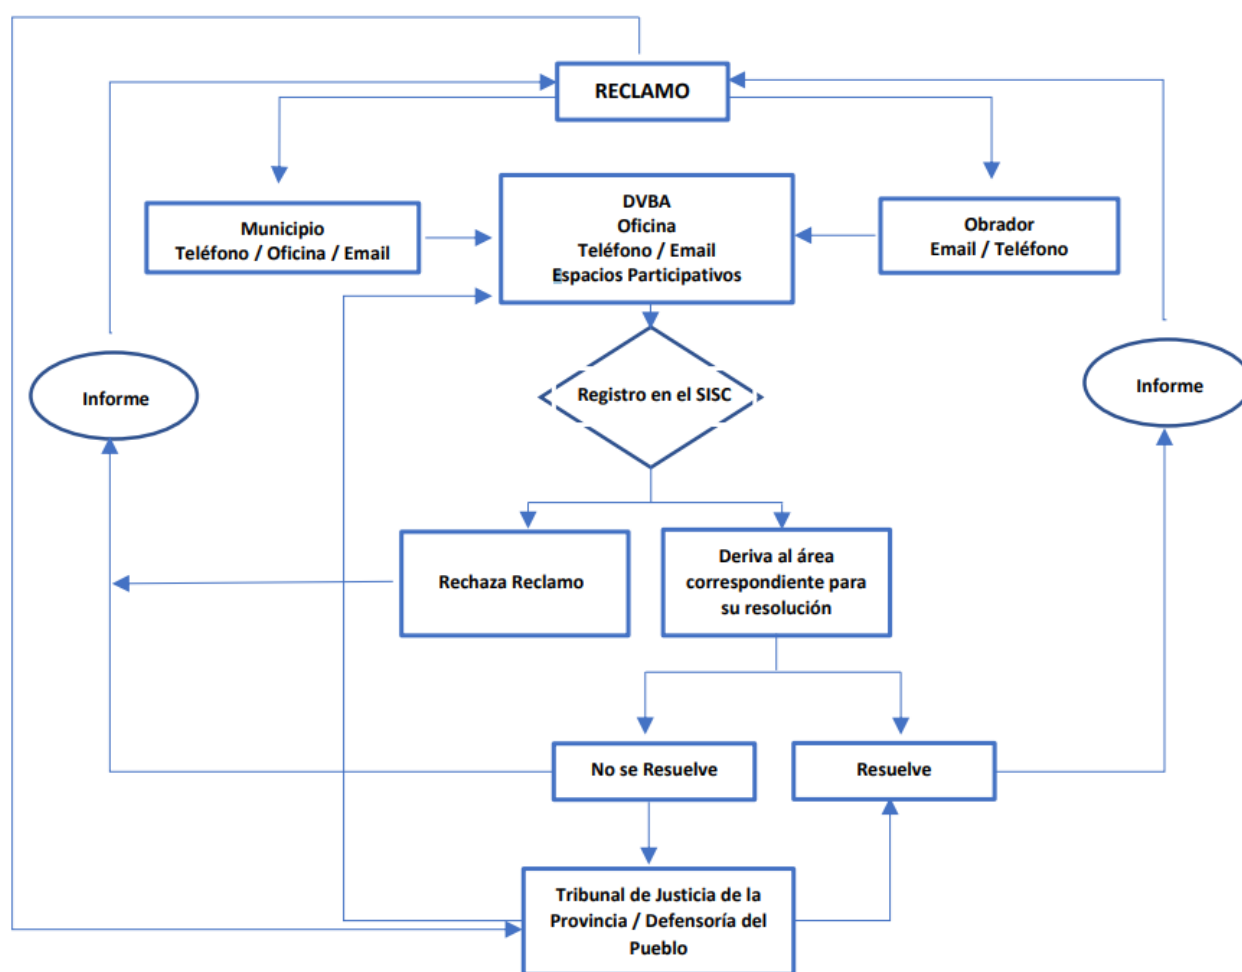 RECLAMO
Municipio
Teléfono / Oficina / Email
DVBA
Oficina
Teléfono / Email
Espacios Participativos
Obrador
Email / Teléfono
Informe
Registro en el SISC
Informe
Rechaza Reclamo
Deriva al área
correspondiente para
su resolución
No se Resuelve
Resuelve
Tribunal de Justicia de la
Provincia / Defensoría del
Pueblo